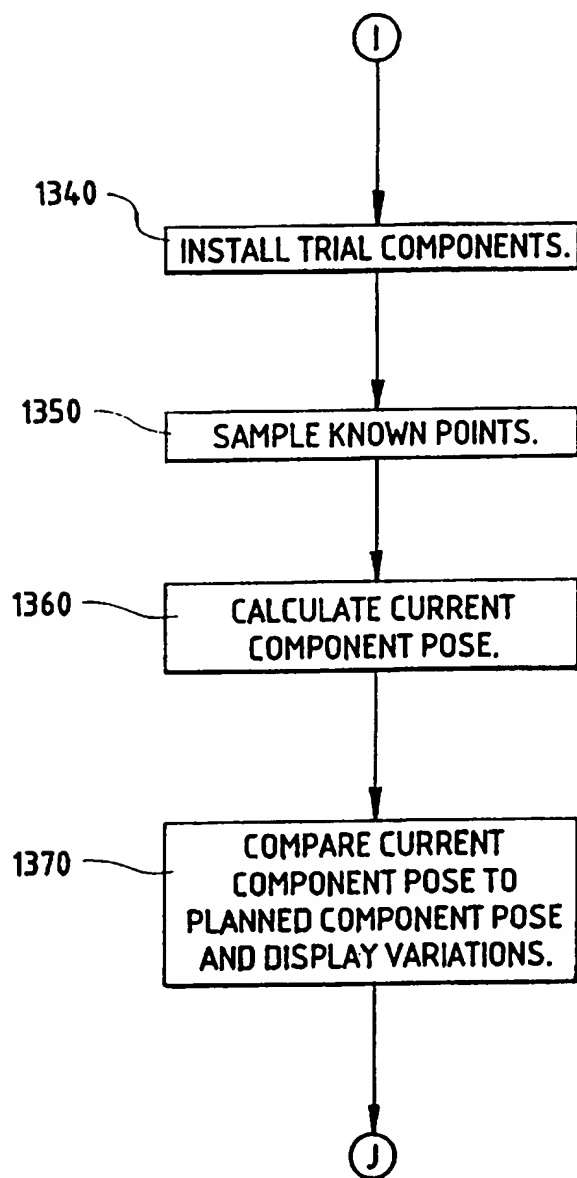 I
1340
INSTALL TRIAL COMPONENTS.
1350
SAMPLE KNOWN POINTS.
1360
CALCULATE CURRENT
COMPONENT POSE.
1370
COMPARE CURRENT
COMPONENT POSE TO
PLANNED COMPONENT POSE
AND DISPLAY VARIATIONS.
J